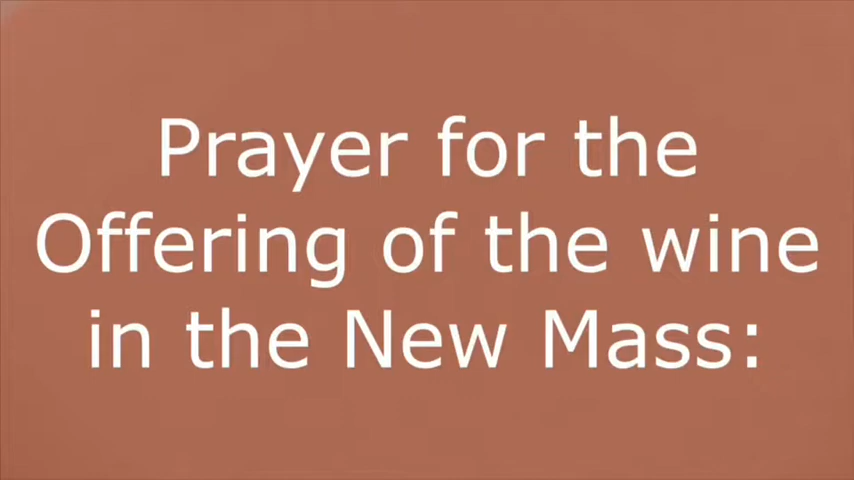 Prayer for the
Offering of the wine
in the New Mass: